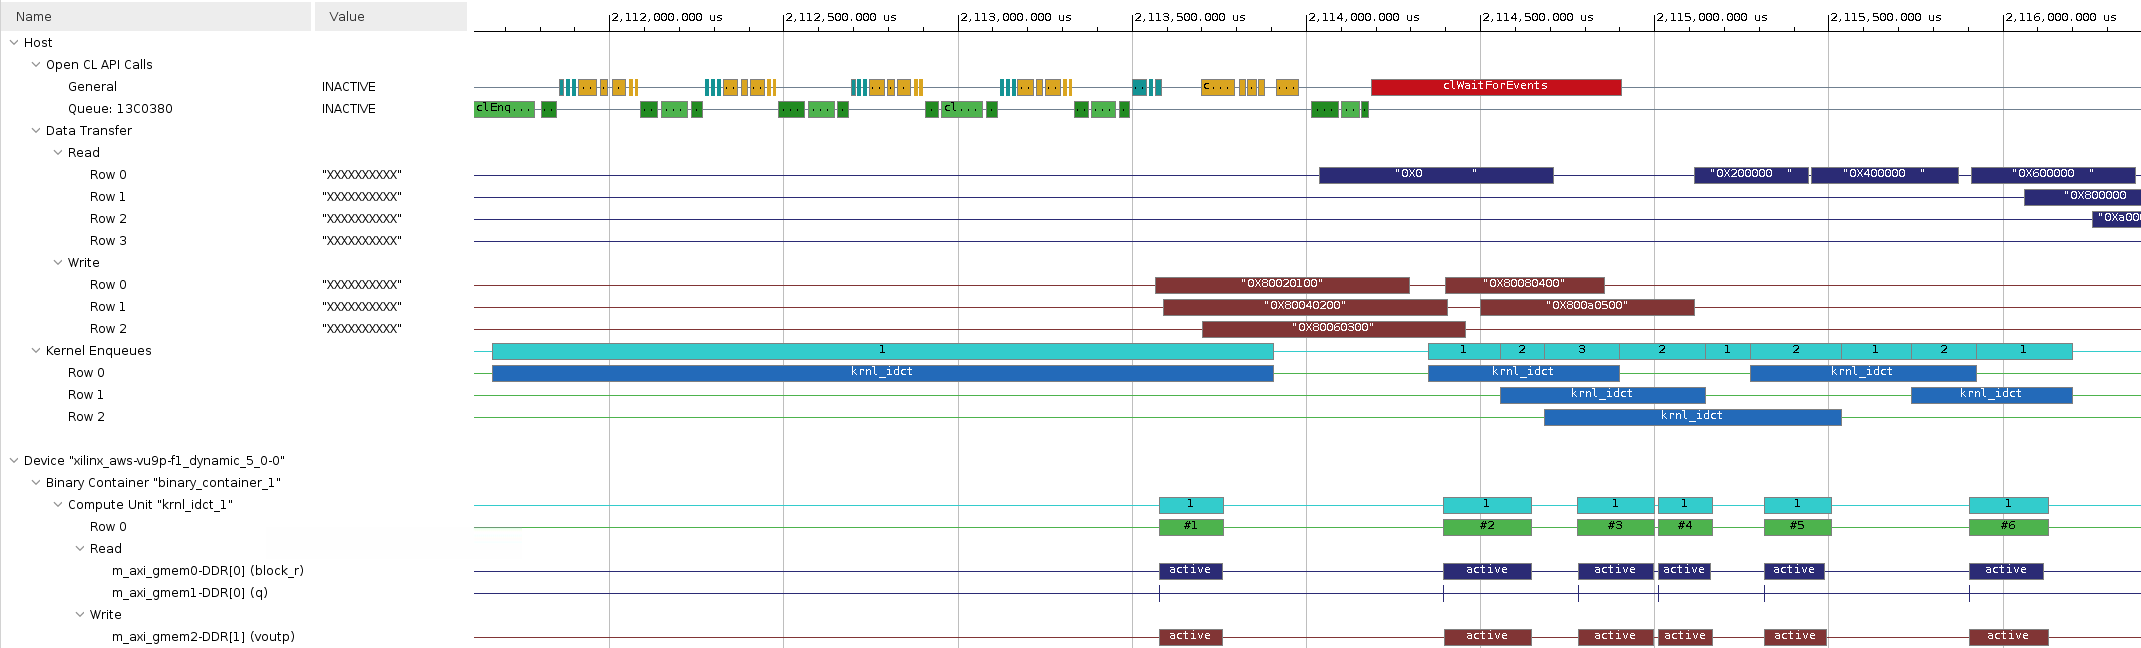 Name Value 2,112,000.000 us 2,112,500.000 us 2,113,000.000 us 2,113,500.000 us 2,114,000.000 us 2,114,500.000 us 2,115,000.000 us 2,115,500.000 us 2,116,000.000 us
Host
Open CL API Calls
General INACTIVE .. . . .. . .. .. . .. .. . .. .. . .. .. c... ... clWaitForEvents
Queue: 13C0380 INACTIVE clEnq... .. .. ... . ... ... . . cl... . .. ... . ... .. .
Data Transfer
Read
Row 0 "XXXXXXXXXX" "0X0 " "0X200000 " "0X400000 " "0X600000 "
Row 1 "XXXXXXXXXX" "0X800000
Row 2 "XXXXXXXXXX" "0Xa00
Row 3 "XXXXXXXXXX"
Write
Row 0 "XXXXXXXXXX" "0X80020100" "0X80080400"
Row 1 "XXXXXXXXXX" "0X80040200" "0X800a0500"
Row 2 "XXXXXXXXXX" "0X80060300"
Kernel Enqueues 1 1 2 3 2 1 2 1 2 1
Row 0 krnl_idct krnl_idct krnl_idct
Row 1 krnl_idct krnl_idct
Row 2 krnl_idct
Device "xilinx_aws-vu9p-f1_dynamic_5_0-0"
Binary Container "binary_container_1"
Compute Unit "krnl_idct_1" 1 1 1 1 1 1
Row 0 #1 #2 #3 #4 #5 #6
Read
m_axi_gmem0-DDR[0] (block_r) active active active active active active
m_axi_gmem1-DDR[0] (q)
Write
m_axi_gmem2-DDR[1] (voutp) active active active active active active